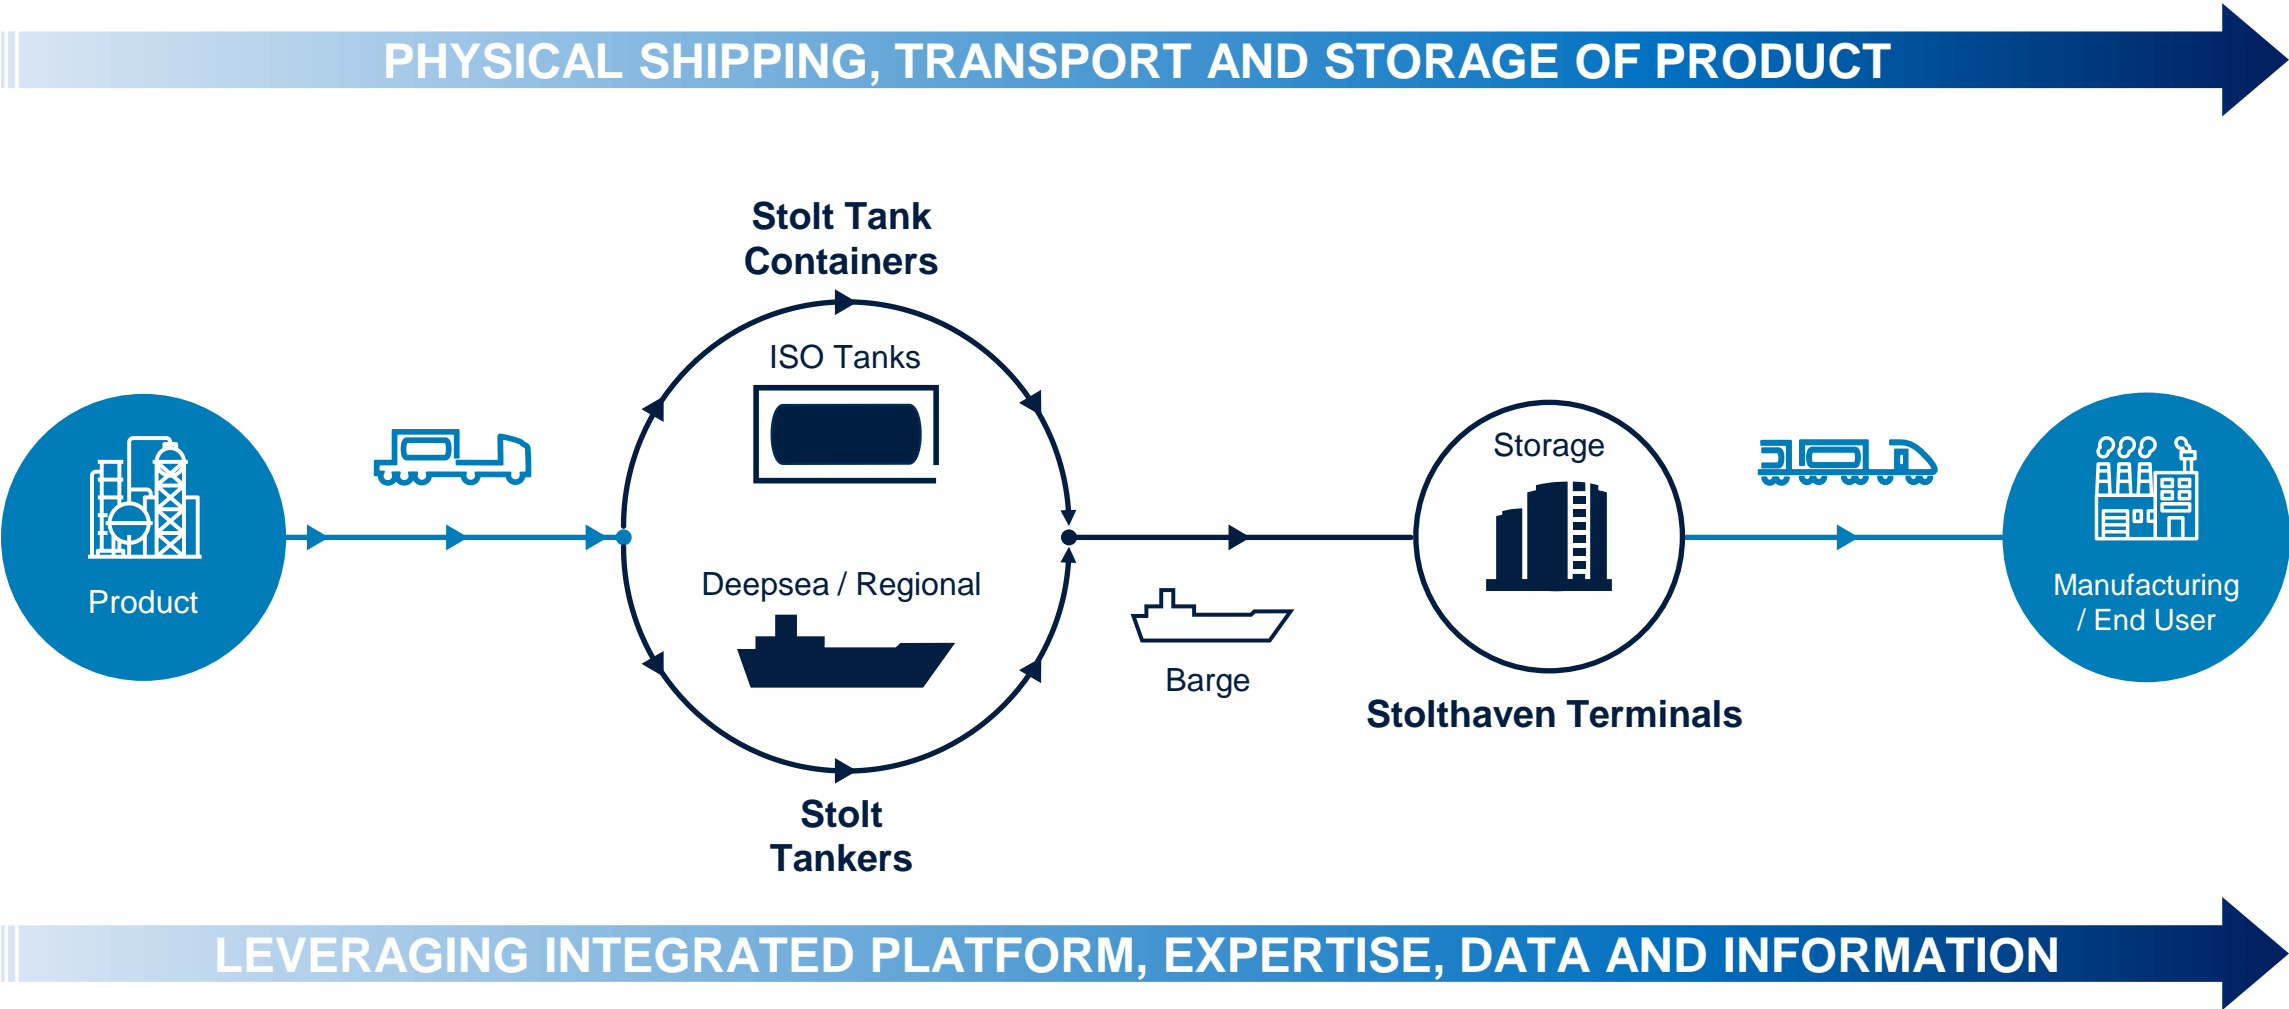 PHYSICAL SHIPPING, TRANSPORT AND STORAGE OF PRODUCT
Stolt Tank
Containers
ISO Tanks
Product
Deepsea / Regional
Stolt
Tankers
Barge
Storage
Stolthaven Terminals
Manufacturing
/ End User
LEVERAGING INTEGRATED PLATFORM, EXPERTISE, DATA AND INFORMATION